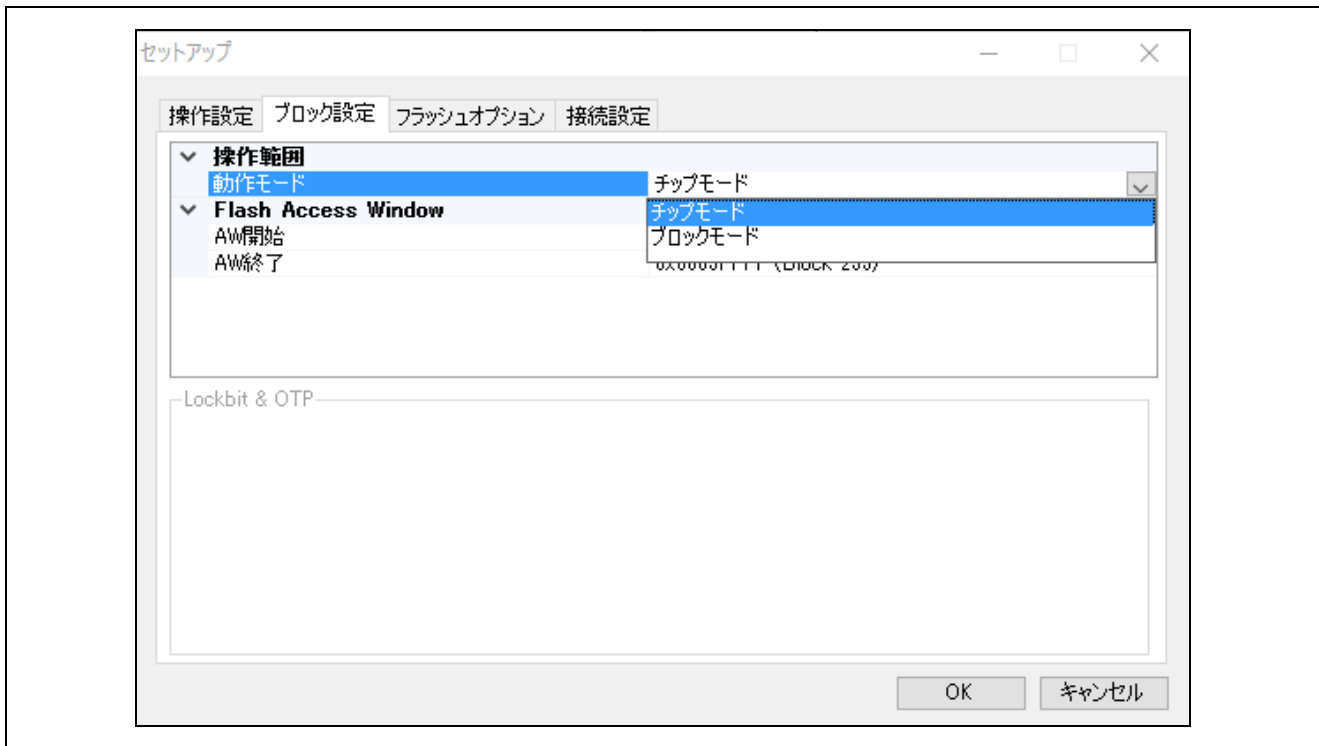 セットアップ
操作設定 ブロック設定 フラッシュオプション 接続設定
操作範囲
動作モード チップモード
チップモード
Flash Access Window
ブロックモード
AW開始
AW終了
Lockbit & OTP
OK キャンセル